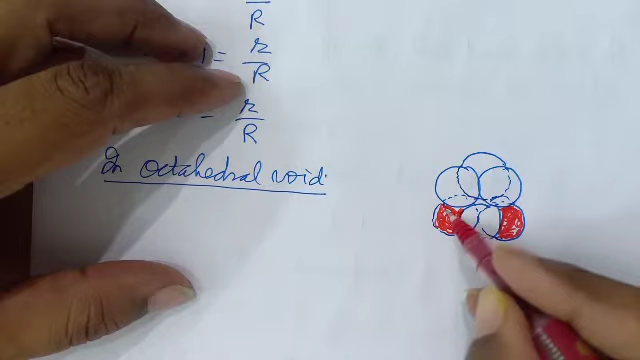 R
1 = r/R
= r/R
In octahedral void.